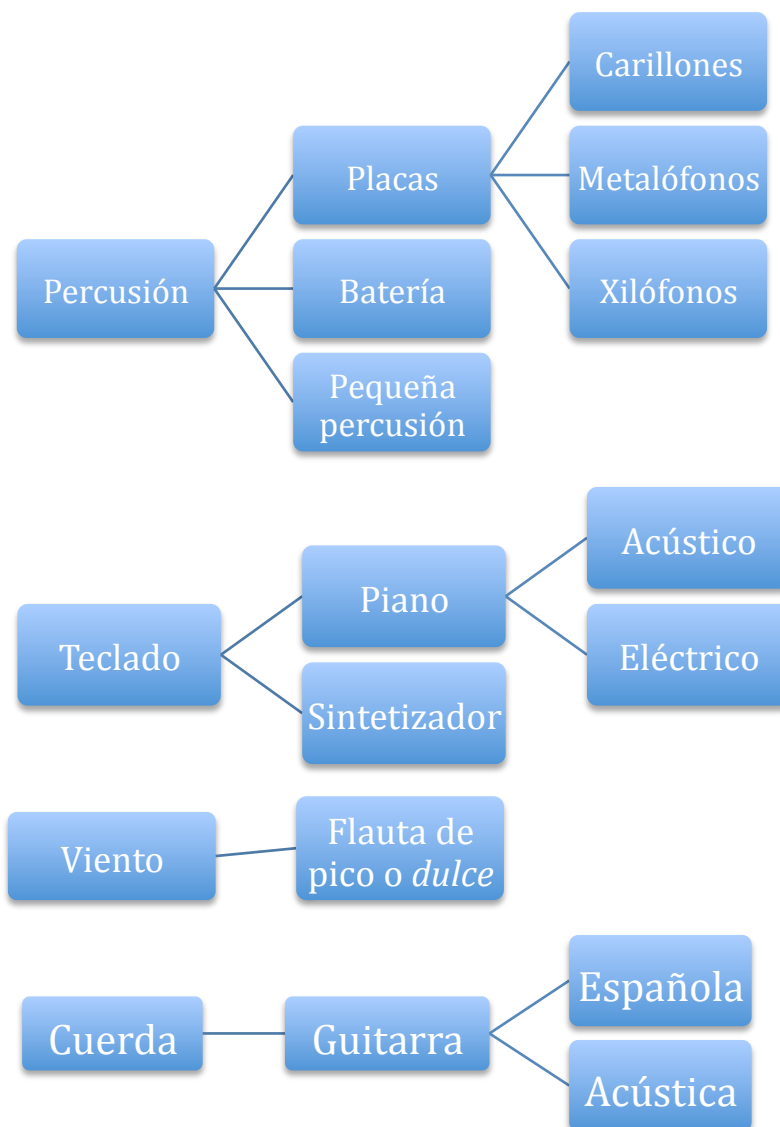 Carillones
Placas
Metalófonos
Percusión
Batería
Xilófonos
Pequeña
percusión
Acústico
Piano
Teclado
Eléctrico
Sintetizador
Viento
Flauta de
pico o dulce
Española
Cuerda
Guitarra
Acústica